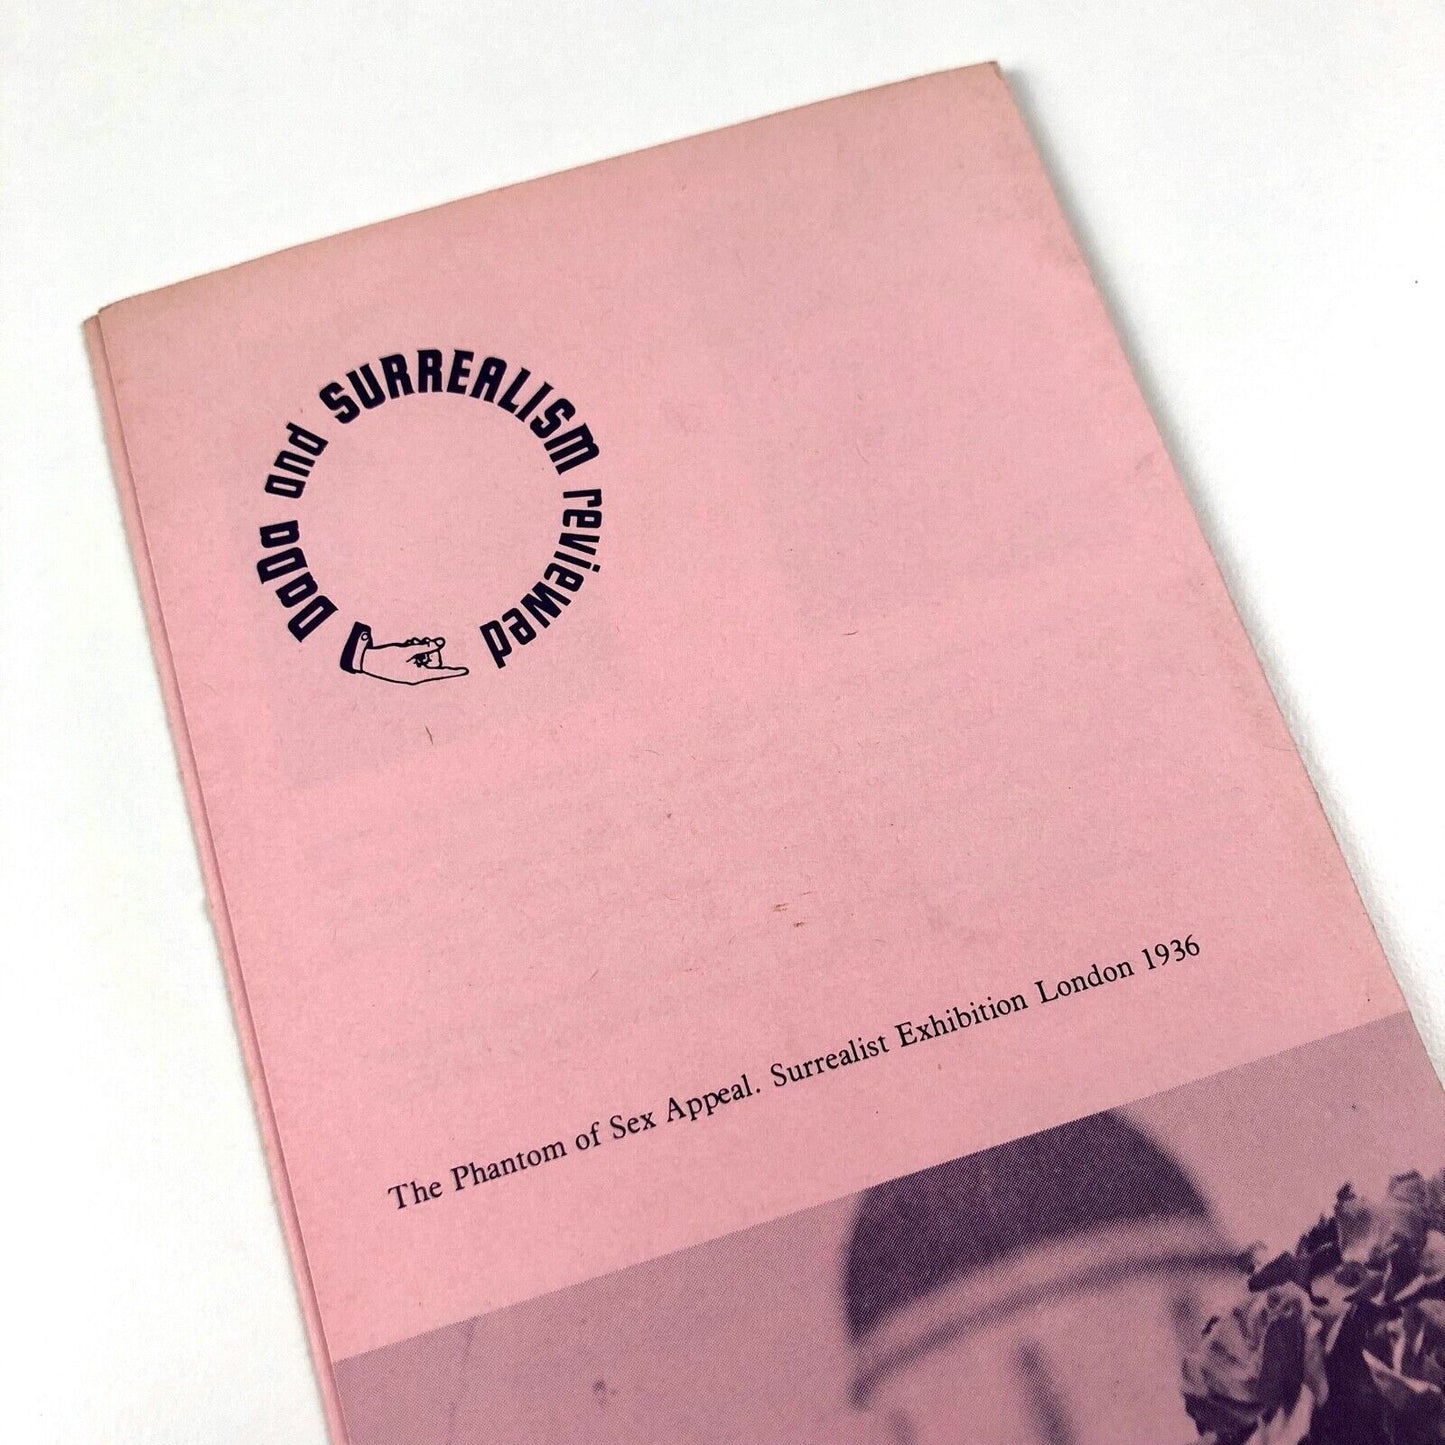 Dada and SURREALISM reviewed
The Phantom of Sex Appeal. Surrealist Exhibition London 1936